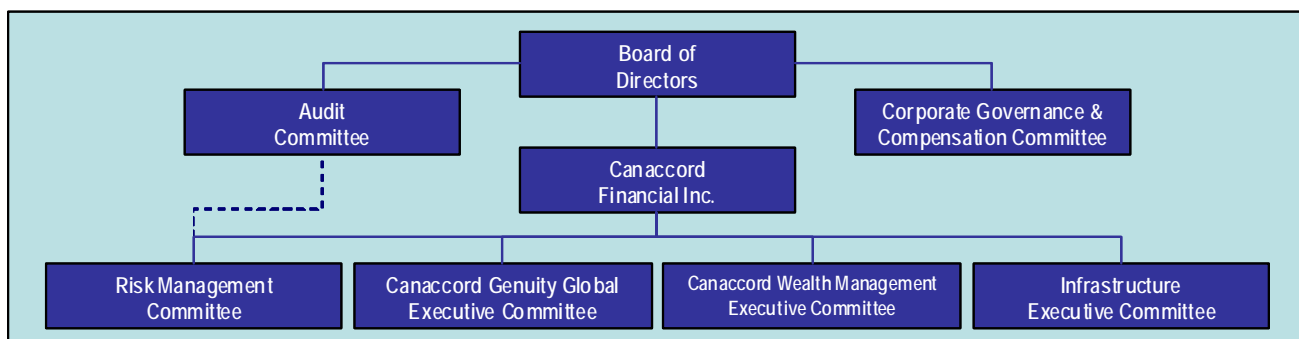 Board of
Directors
Audit
Committee
Corporate Governance &
Compensation Committee
Canaccord
Financial Inc.
Risk Management
Committee
Canaccord Genuity Global
Executive Committee
Canaccord Wealth Management
Executive Committee
Infrastructure
Executive Committee